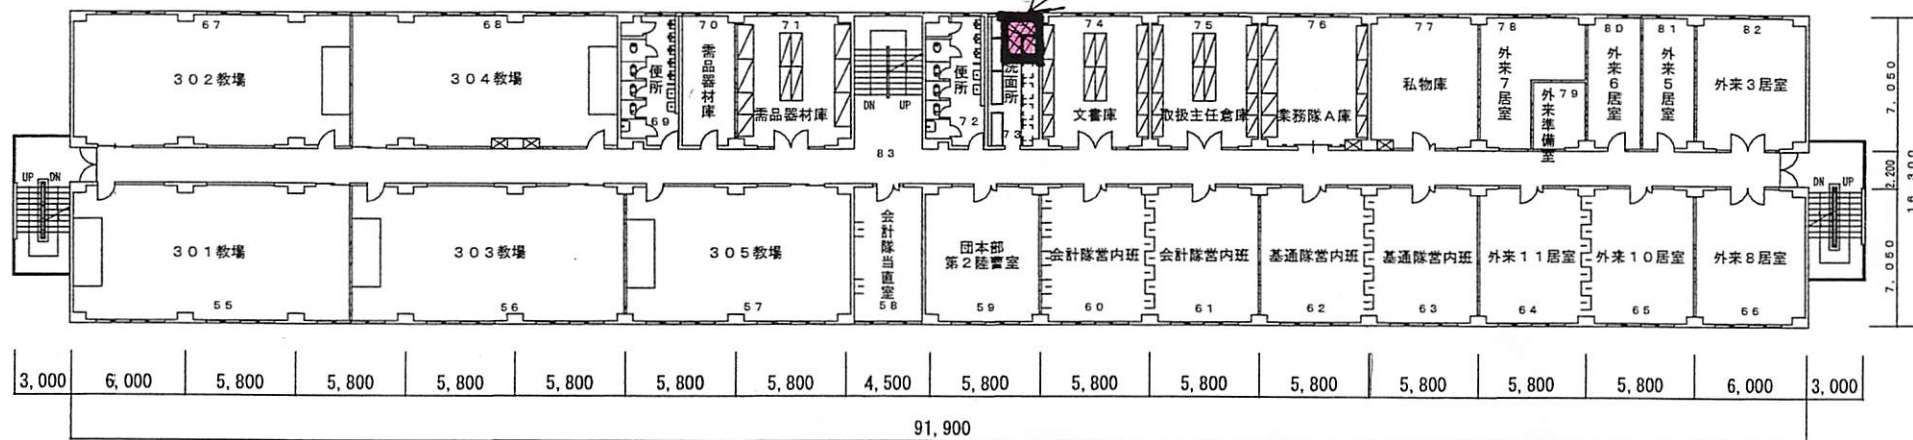 67
302教場
68
304教場
便所
69
70
需品器材庫
71
需品器材庫
DN UP
83
便所
72
洗面所
73
74
文書庫
75
取扱主任倉庫
76
業務隊A庫
77
私物庫
78
外来7居室
79
外来準備室
80
外来6居室
81
外来5居室
82
外来3居室
UP DN
DN UP
301教場
55
303教場
56
305教場
57
会計隊当直室
58
団本部
第2陸曹室
59
会計隊営内班
60
会計隊営内班
61
基通隊営内班
62
基通隊営内班
63
外来11居室
64
外来10居室
65
外来8居室
66
7,050
2,200
7,050
16,300
3,000 6,000 5,800 5,800 5,800 5,800 5,800 5,800 4,500 5,800 5,800 5,800 5,800 5,800 5,800 5,800 6,000 3,000
91,900